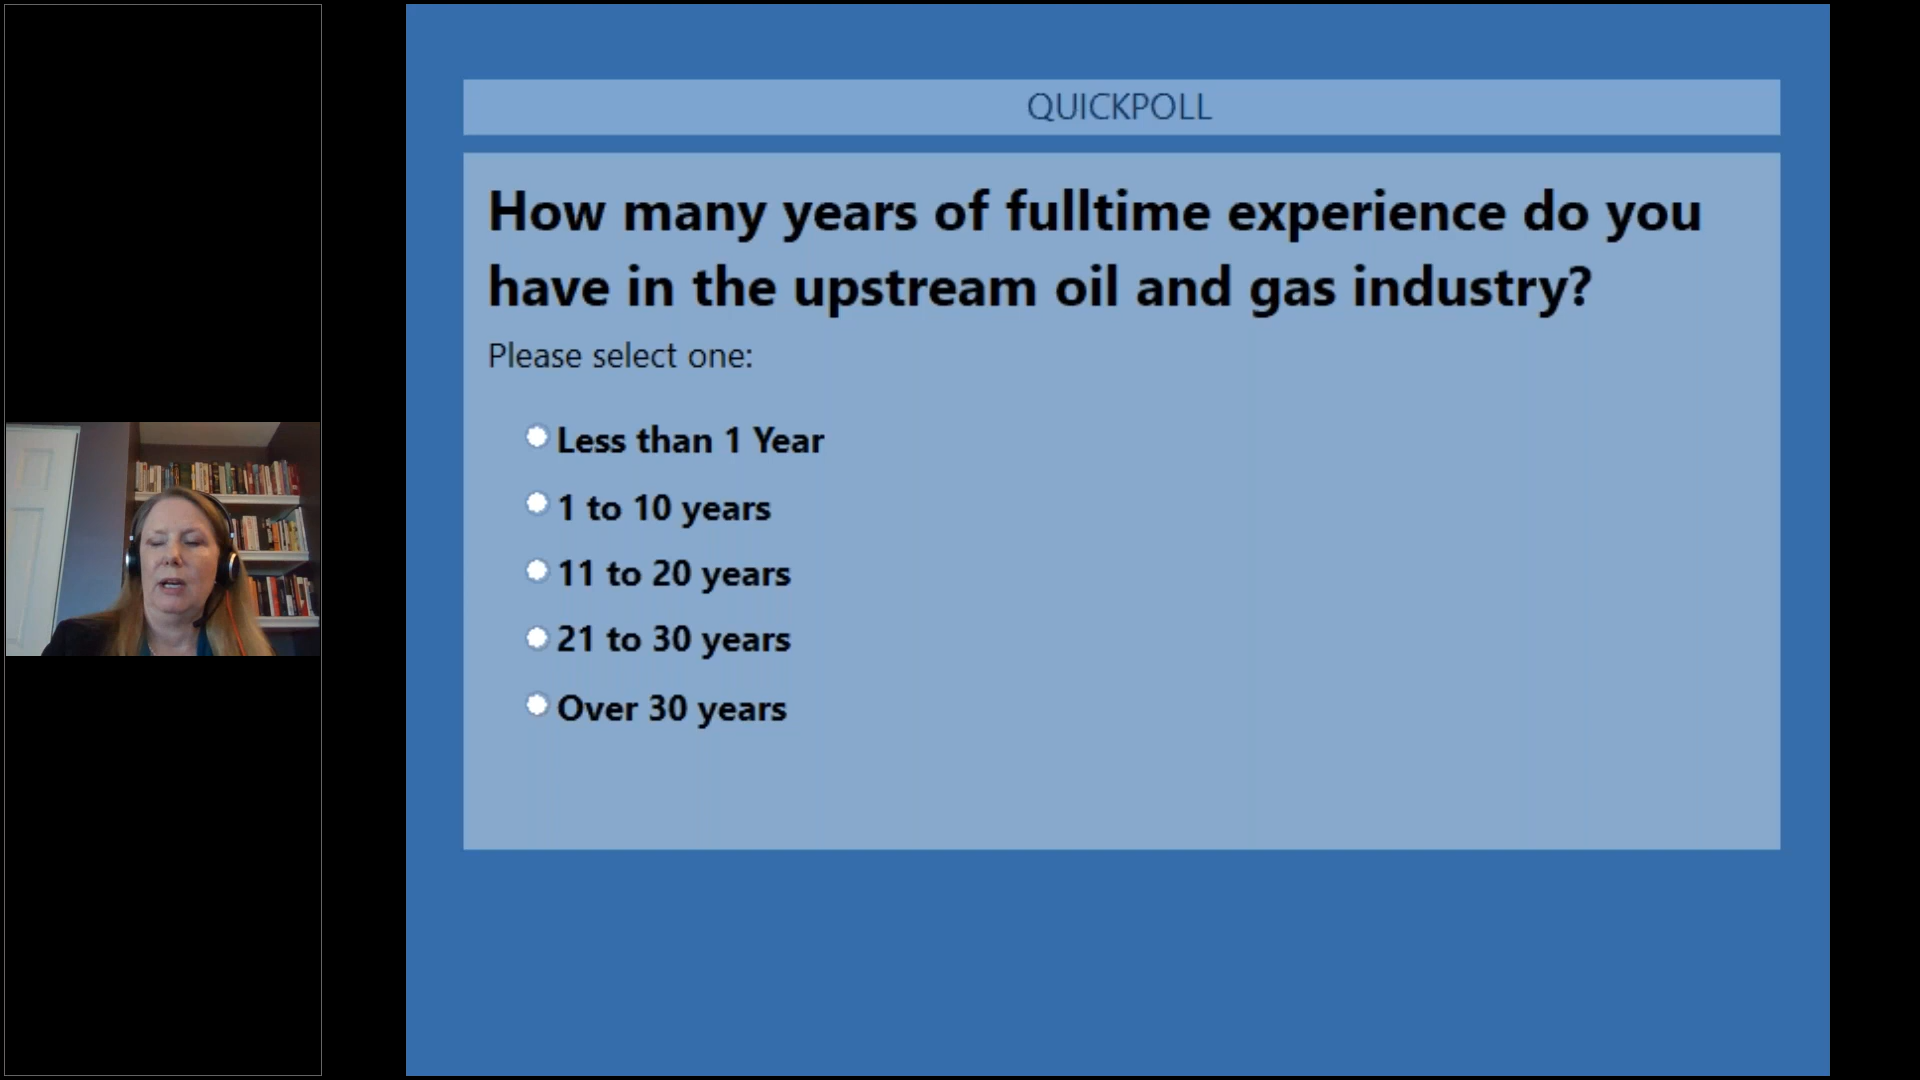 QUICKPOLL
How many years of fulltime experience do you
have in the upstream oil and gas industry?
Please select one:
Less than 1 Year
1 to 10 years
11 to 20 years
21 to 30 years
Over 30 years